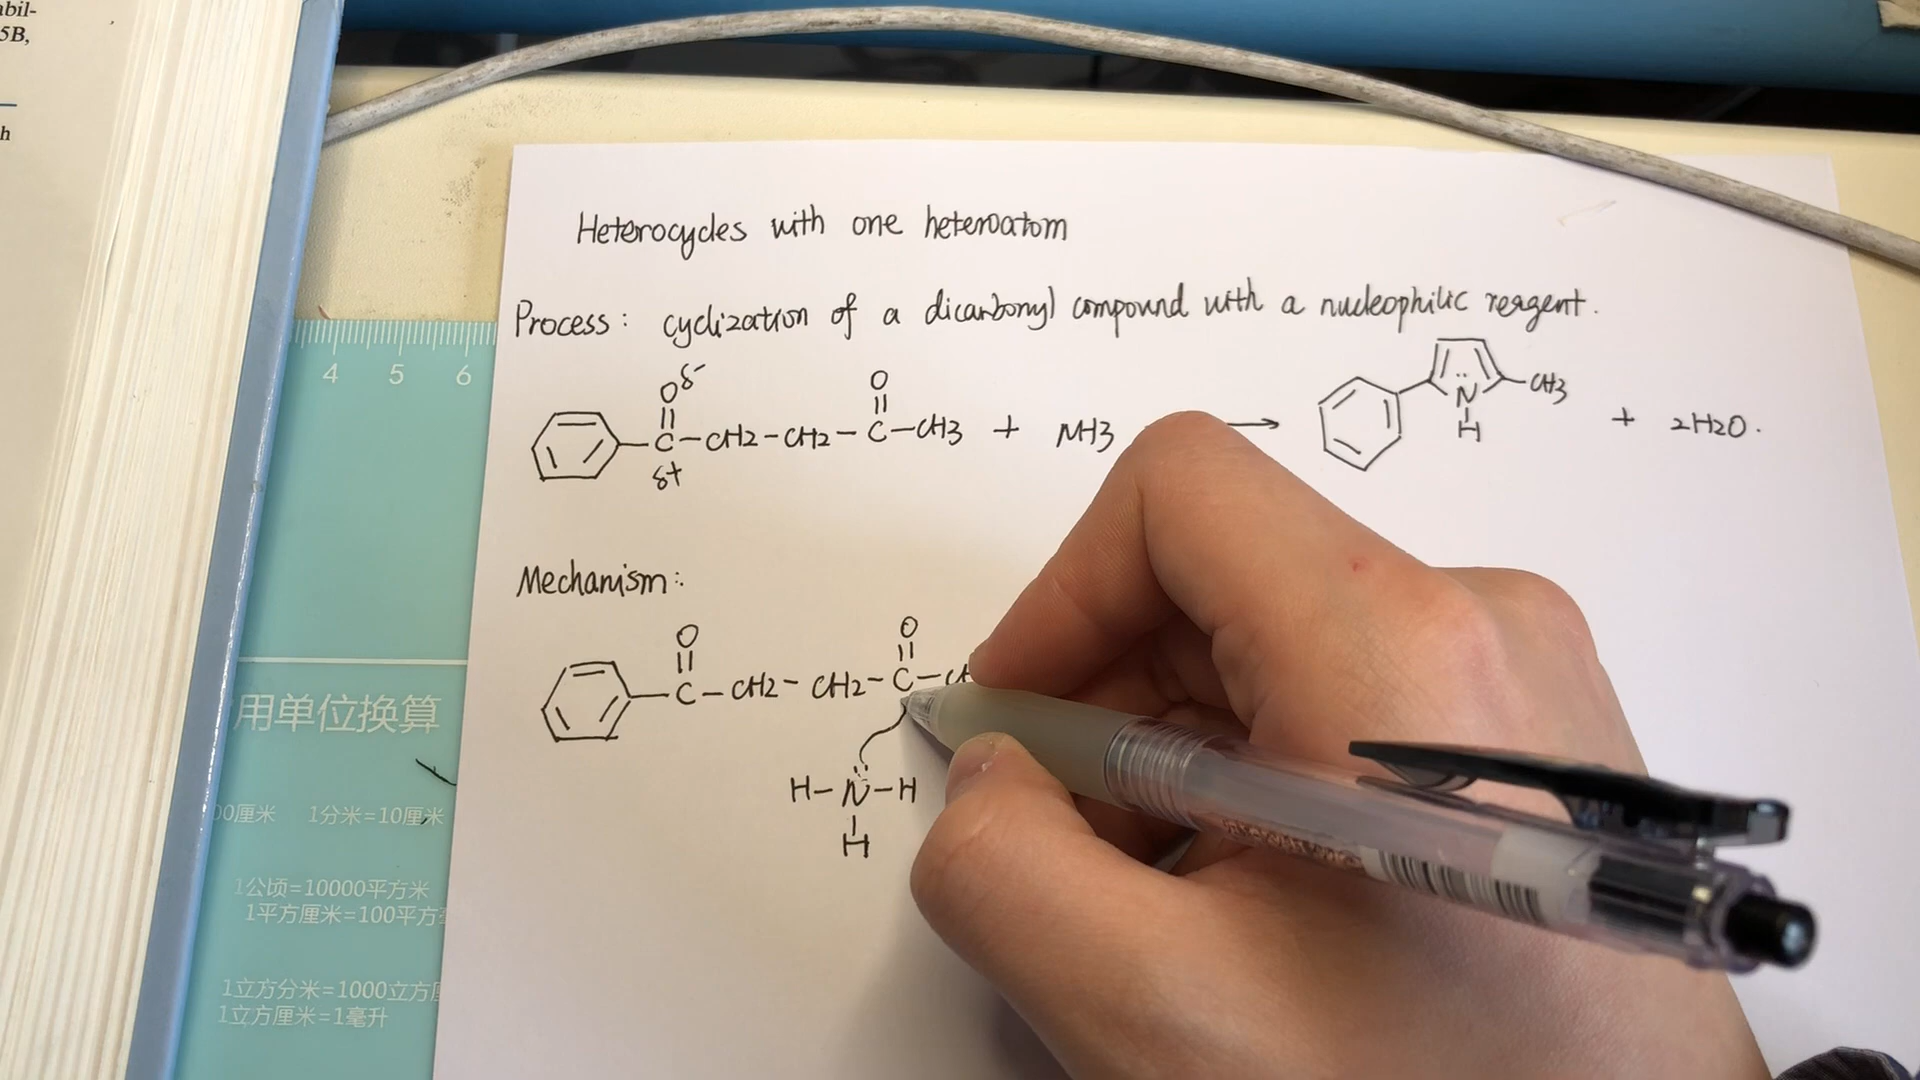 5B,
h
Heterocycles with one heteroatom
Process: cyclization of a dicarbonyl compound with a nucleophilic reagent.
O δ- O
C-CH2-CH2-C-CH3 + NH3 → N H CH3 + 2H2O.
δ+
4 5 6
Mechanism:
O O
C-CH2-CH2-C-
H-N-H
H
用单位换算
厘米 1分米=10厘米
1公顷=10000平方米
1平方厘米=100平方
1立方分米=1000立方
1立方厘米=1毫升